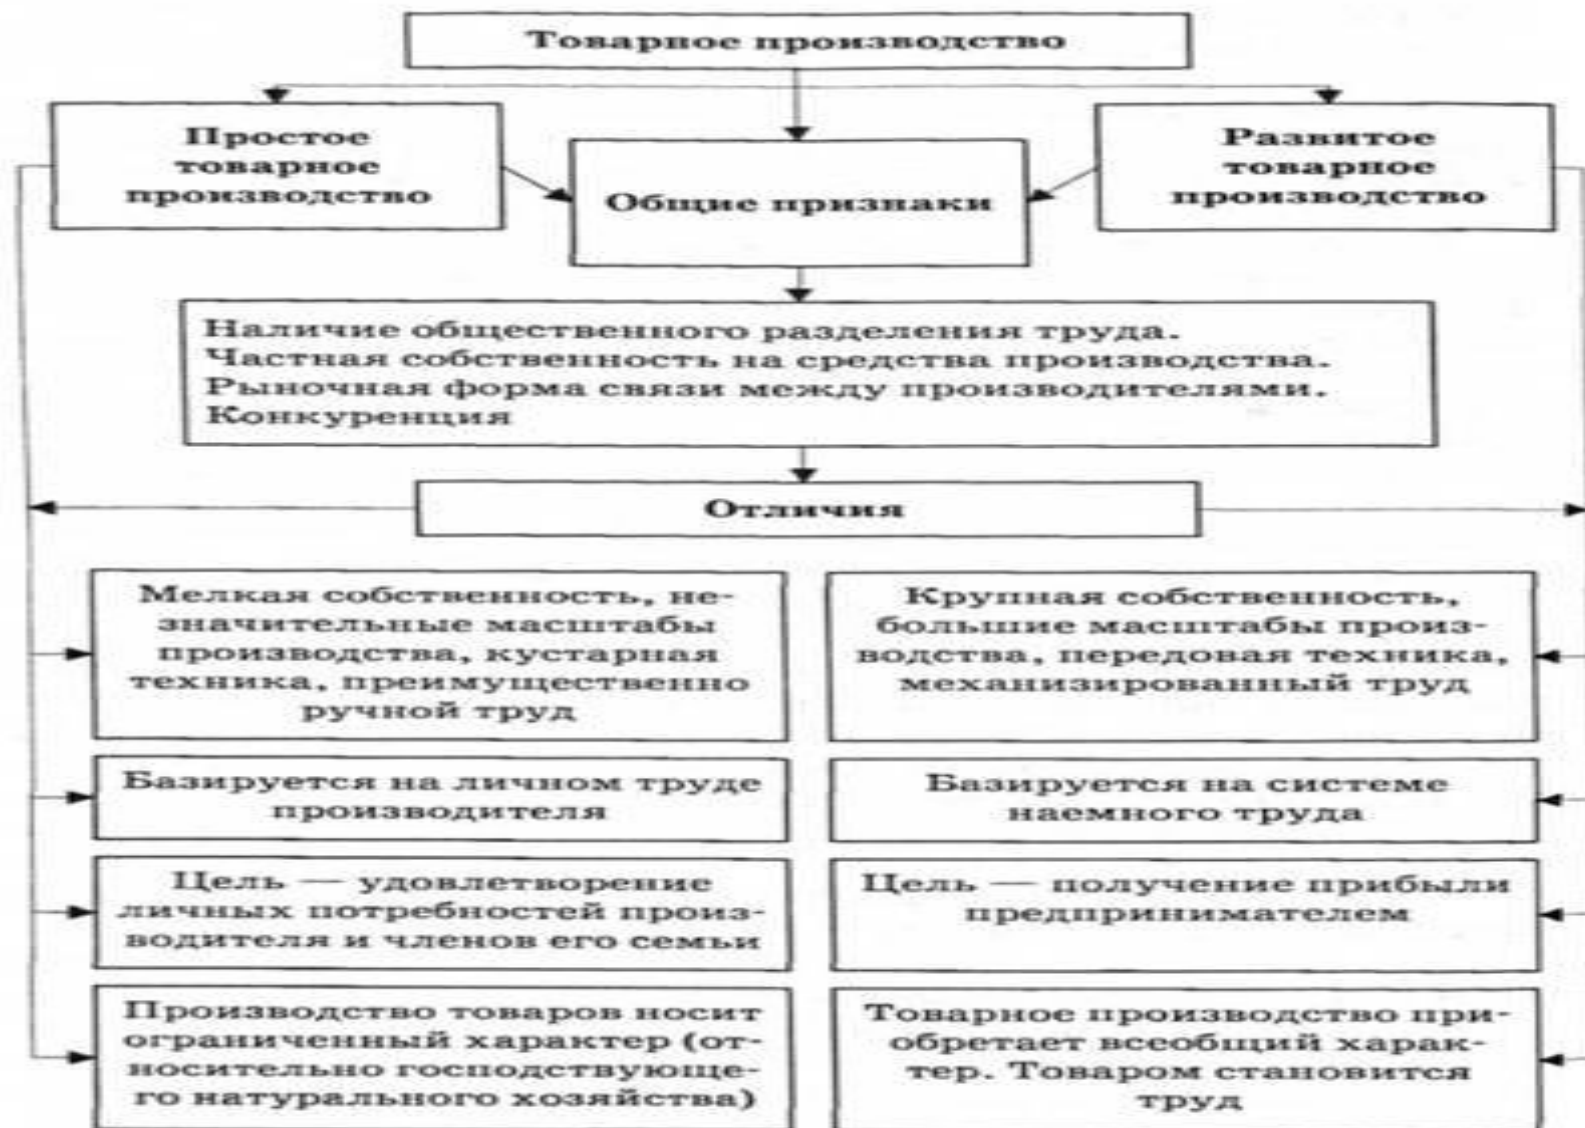 Товарное производство
Простое
товарное
производство
Общие признаки
Развитое
товарное
производство
Наличие общественного разделения труда.
Частная собственность на средства производства.
Рыночная форма связи между производителями.
Конкуренция
Отличия
Мелкая собственность, не-
значительные масштабы
производства, кустарная
техника, преимущественно
ручной труд
Крупная собственность,
большие масштабы произ-
водства, передовая техника,
механизированный труд
Базируется на личном труде
производителя
Базируется на системе
наемного труда
Цель — удовлетворение
личных потребностей произ-
водителя и членов его семьи
Цель — получение прибыли
предпринимателем
Производство товаров носит
ограниченный характер (от-
носительно господствующе-
го натурального хозяйства)
Товарное производство при-
обретает всеобщий харак-
тер. Товаром становится
труд